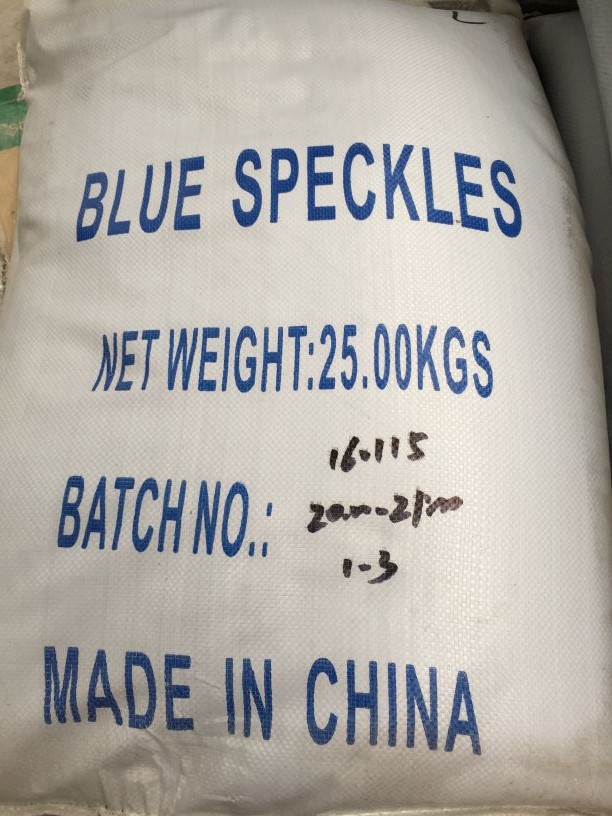 BLUE SPECKLES
NET WEIGHT:25.00KGS
16.115
BATCH NO.:
1-3
MADE IN CHINA